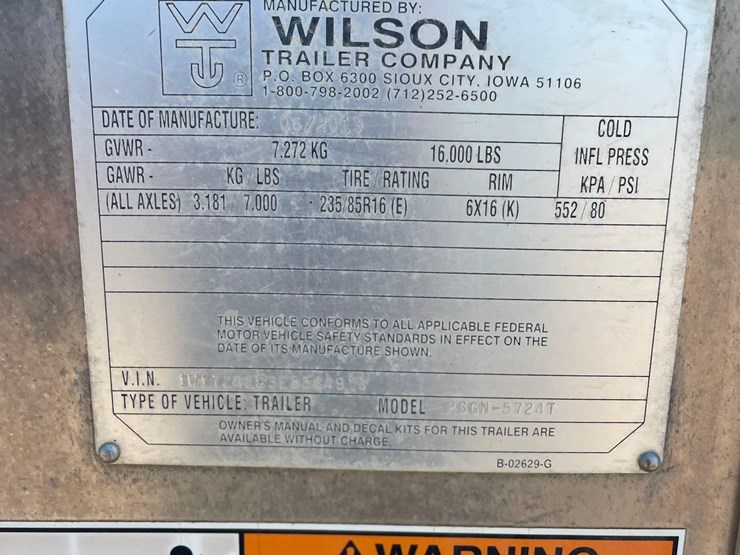 MANUFACTURED BY:
WILSON
TRAILER COMPANY
P.O. BOX 6300 SIOUX CITY, IOWA 51106
1-800-798-2002 (712)252-6500
DATE OF MANUFACTURE:
COLD
GVWR - 7,272 KG 16,000 LBS INFL PRESS
GAWR - KG / LBS TIRE / RATING RIM KPA / PSI
(ALL AXLES) 3,181 / 7,000 - 235/85R16 (E) 6X16 (K) 552 / 80
THIS VEHICLE CONFORMS TO ALL APPLICABLE FEDERAL
MOTOR VEHICLE SAFETY STANDARDS IN EFFECT ON THE
DATE OF ITS MANUFACTURE SHOWN.
V.I.N.
TYPE OF VEHICLE: TRAILER MODEL PSGN-5724T
OWNER'S MANUAL AND DECAL KITS FOR THIS TRAILER ARE
AVAILABLE WITHOUT CHARGE.
B-02629-G
WARNING